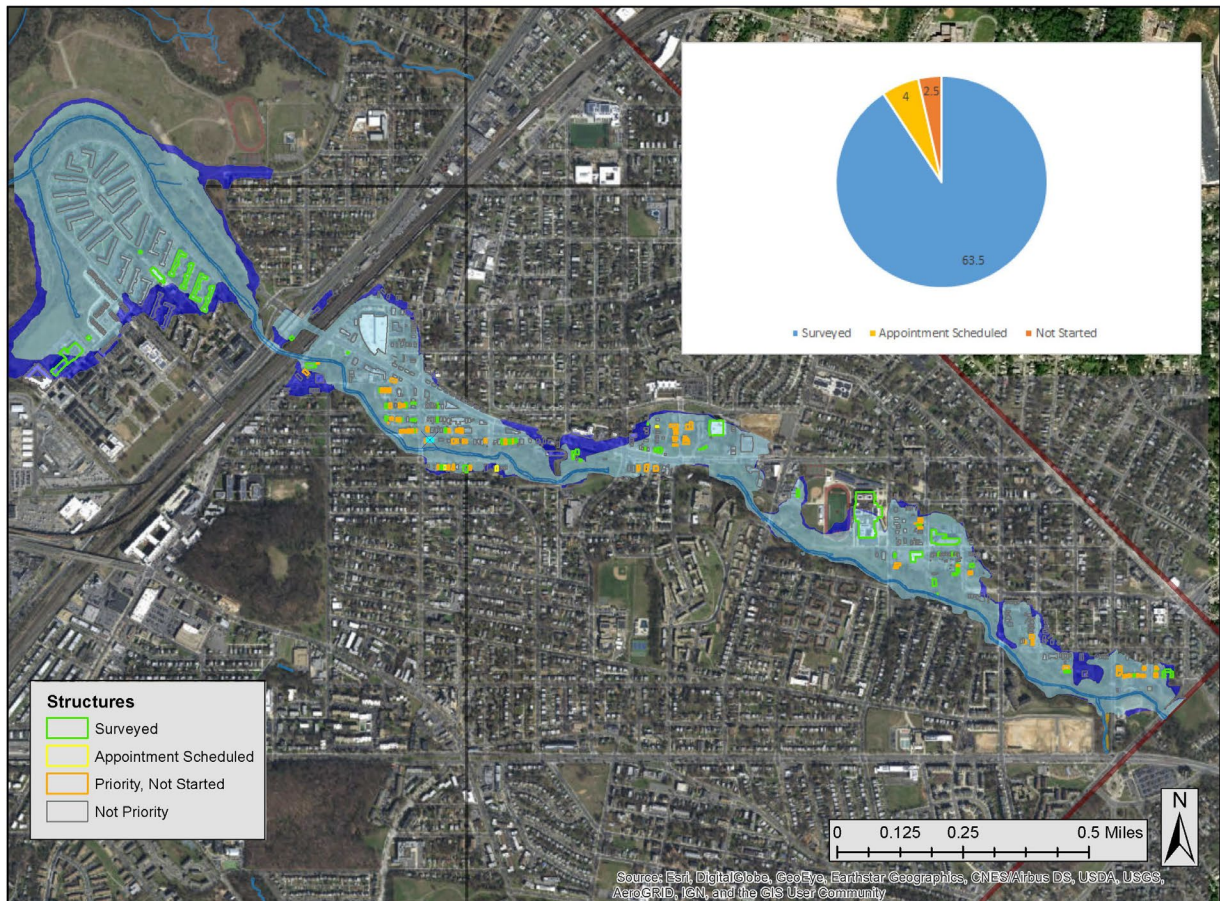 4
2.5
63.5
Surveyed Appointment Scheduled Not Started
Structures
Surveyed
Appointment Scheduled
Priority, Not Started
Not Priority
N
0 0.125 0.25 0.5 Miles
Source: Esri, DigitalGlobe, GeoEye, Earthstar Geographics, CNES/Airbus DS, USDA, USGS,
AeroGRID, IGN, and the GIS User Community